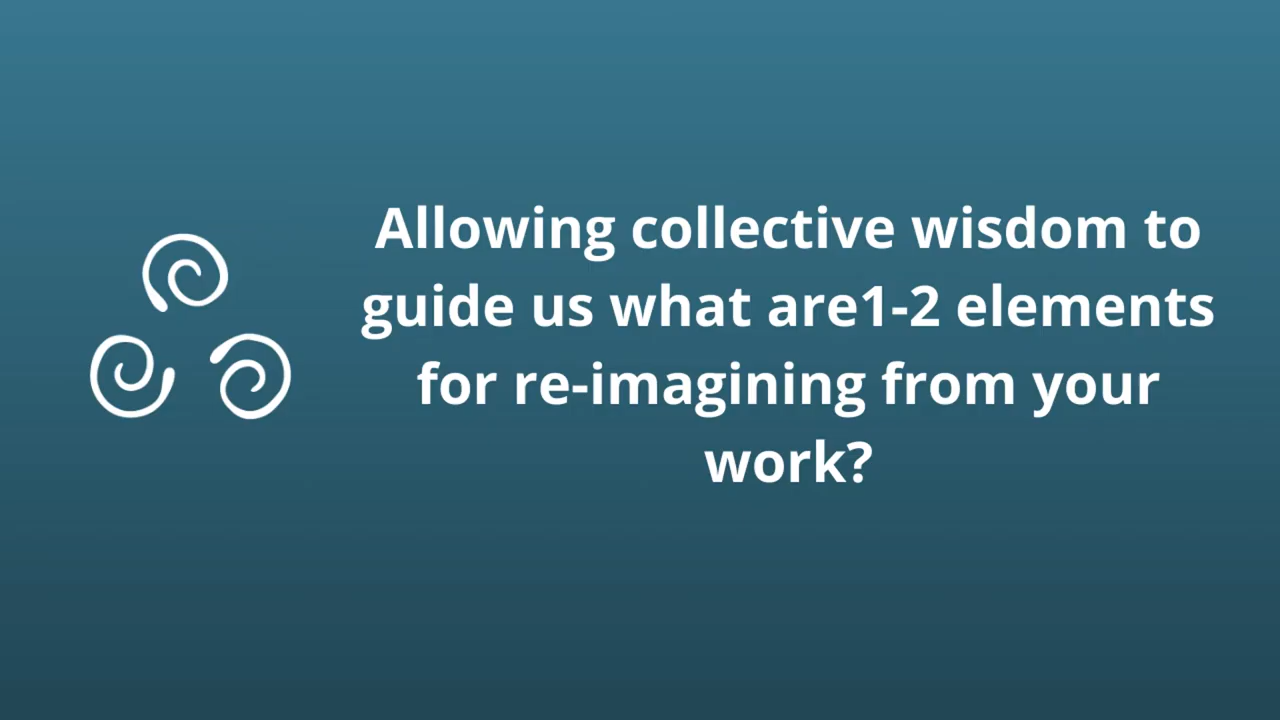 Allowing collective wisdom to
guide us what are1-2 elements
for re-imagining from your
work?